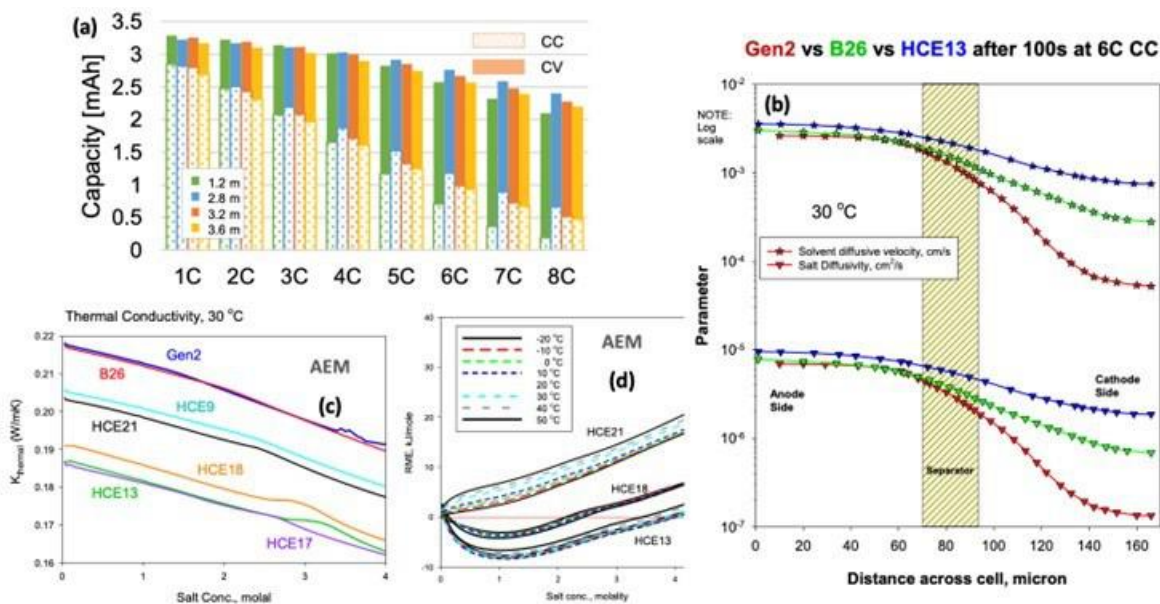 (a)
3.5
3
2.5
2
1.5
1
0.5
0
Capacity [mAh]
CC
CV
1.2 m
2.8 m
3.2 m
3.6 m
1C 2C 3C 4C 5C 6C 7C 8C
Gen2 vs B26 vs HCE13 after 100s at 6C CC
(b)
NOTE:
Log
scale
10-2
10-3
10-4
10-5
10-6
10-7
Parameter
30 °C
Solvent diffusive velocity, cm/s
Salt Diffusivity, cm2/s
Anode
Side
Cathode
Side
Separator
0 20 40 60 80 100 120 140 160
Distance across cell, micron
Thermal Conductivity, 30 °C
AEM
(c)
0.22
0.21
0.20
0.19
0.18
0.17
0.16
Kthermal (W/mK)
Gen2
B26
HCE9
HCE21
HCE18
HCE13
HCE17
0 1 2 3 4
Salt Conc., molal
AEM
(d)
40
30
20
10
0
-10
RME, kJ/mole
-20 °C
-10 °C
0 °C
10 °C
20 °C
30 °C
40 °C
50 °C
HCE21
HCE18
HCE13
0 1 2 3 4
Salt conc., molality